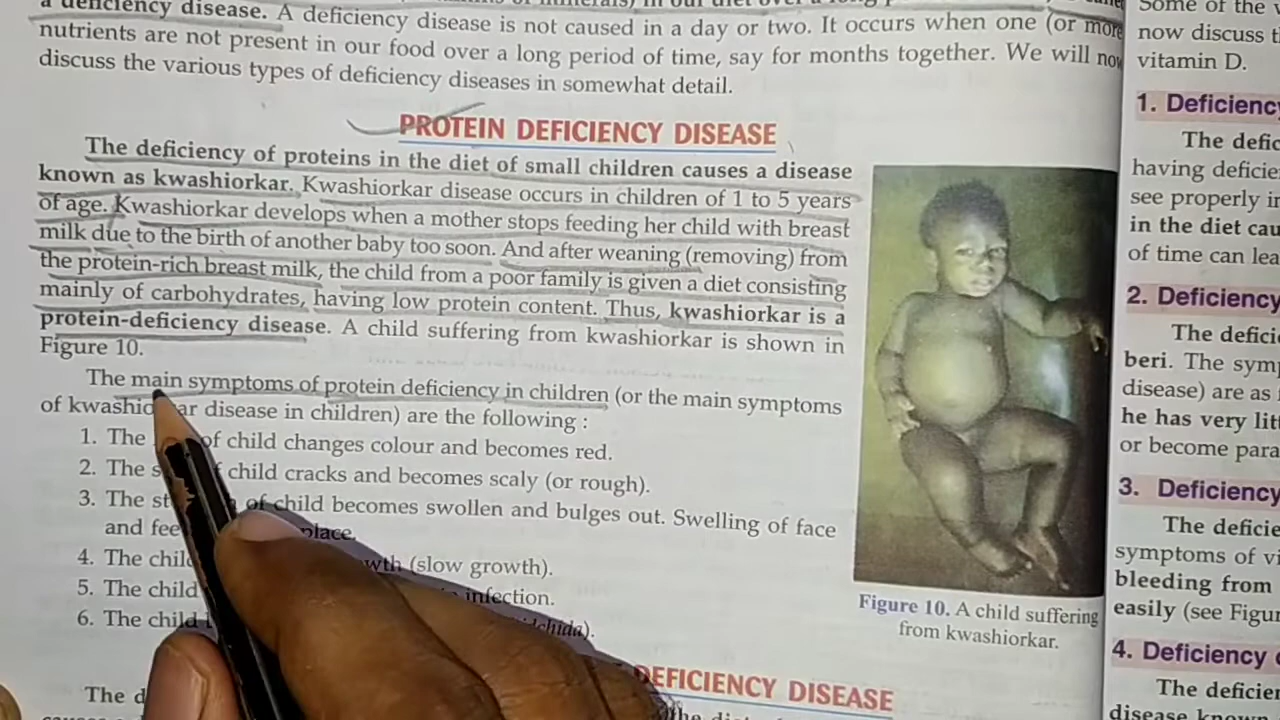 a deficiency disease. A deficiency disease is not caused in a day or two. It occurs when one (or more
nutrients are not present in our food over a long period of time, say for months together. We will now
discuss the various types of deficiency diseases in somewhat detail.
PROTEIN DEFICIENCY DISEASE
The deficiency of proteins in the diet of small children causes a disease
known as kwashiorkar. Kwashiorkar disease occurs in children of 1 to 5 years
of age. Kwashiorkar develops when a mother stops feeding her child with breast
milk due to the birth of another baby too soon. And after weaning (removing) from
the protein-rich breast milk, the child from a poor family is given a diet consisting
mainly of carbohydrates, having low protein content. Thus, kwashiorkar is a
protein-deficiency disease. A child suffering from kwashiorkar is shown in
Figure 10.
The main symptoms of protein deficiency in children (or the main symptoms
of kwashio ar disease in children) are the following :
1. The of child changes colour and becomes red.
2. The child cracks and becomes scaly (or rough).
3. The of child becomes swollen and bulges out. Swelling of face
and place.
4. The child (slow growth).
5. The child infection.
6. The child
DEFICIENCY DISEASE
The
Figure 10. A child suffering
from kwashiorkar.
Some of the
now discuss
vitamin D.
1. Deficiency
The
having
see properly
in the diet
of time can
2. Deficiency
The
beri. The
disease) are as
he has very
or become
3. Deficiency
The
symptoms of
bleeding from
easily (see
4. Deficiency
The
disease known